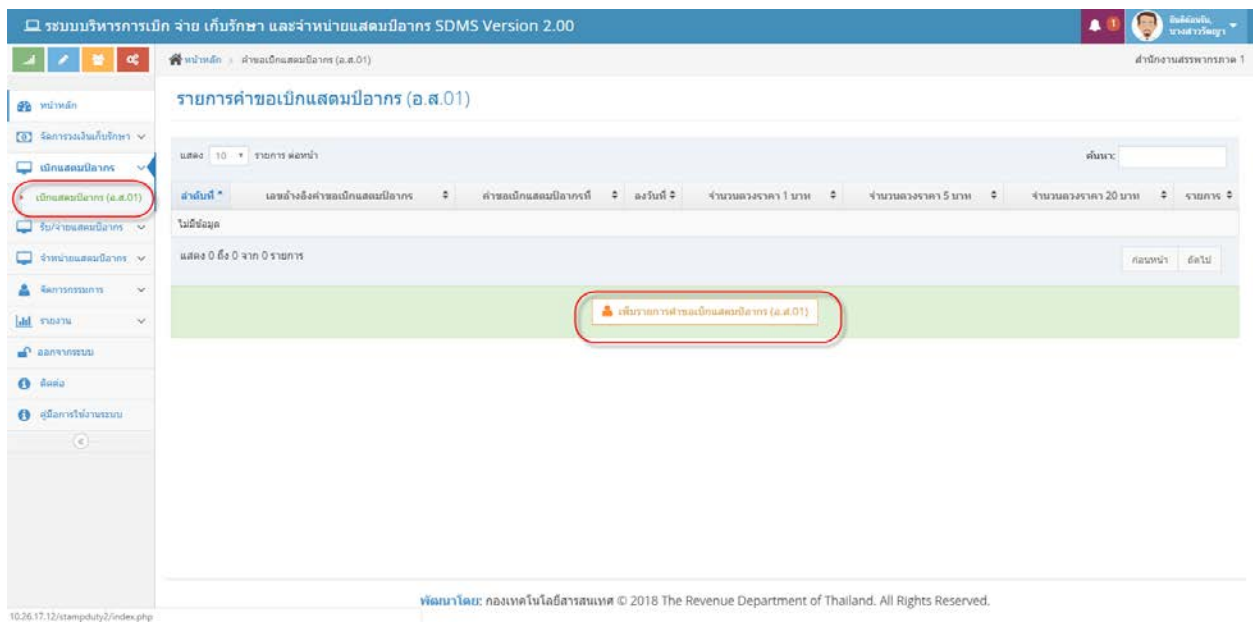 ระบบบริหารการเบิก จ่าย เก็บรักษา และจำหน่ายแสตมป์อากร SDMS Version 2.00
1
ยินดีต้อนรับ,
หน้าหลัก
คำขอเบิกแสตมป์อากร (อ.ส.01)
สำนักงานสรรพากรภาค 1
หน้าหลัก
จัดการวงเงินเก็บรักษา
เบิกแสตมป์อากร
เบิกแสตมป์อากร (อ.ส.01)
รับ/จ่ายแสตมป์อากร
จำหน่ายแสตมป์อากร
จัดการกรรมการ
รายงาน
ออกจากระบบ
ติดต่อ
คู่มือการใช้งานระบบ
รายการคำขอเบิกแสตมป์อากร (อ.ส.01)
แสดง 10 รายการ ต่อหน้า
ค้นหา:
ลำดับที่ เลขอ้างอิงคำขอเบิกแสตมป์อากร คำขอเบิกแสตมป์อากรที่ ลงวันที่ จำนวนดวงราคา 1 บาท จำนวนดวงราคา 5 บาท จำนวนดวงราคา 20 บาท รายการ
ไม่มีข้อมูล
แสดง 0 ถึง 0 จาก 0 รายการ
ก่อนหน้า ถัดไป
เพิ่มรายการคำขอเบิกแสตมป์อากร (อ.ส.01)
พัฒนาโดย: กองเทคโนโลยีสารสนเทศ © 2018 The Revenue Department of Thailand. All Rights Reserved.
10.26.17.12/stampduty2/index.php